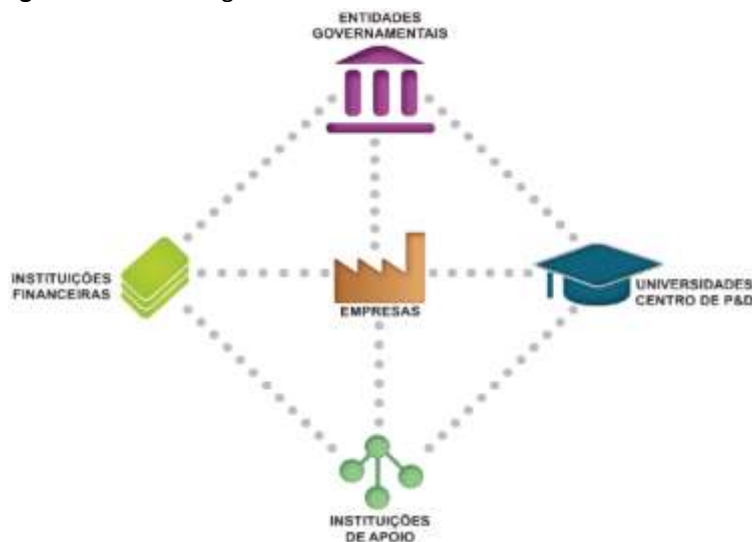 ENTIDADES
GOVERNAMENTAIS
INSTITUIÇÕES
FINANCEIRAS
EMPRESAS
UNIVERSIDADES
CENTRO DE P&D
INSTITUIÇÕES
DE APOIO